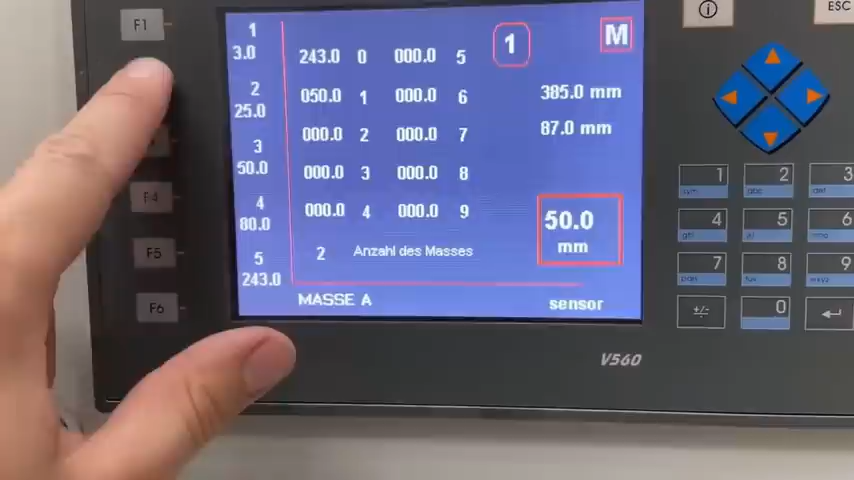 F1
F4
F5
F6
1
3.0
2
25.0
3
50.0
4
80.0
5
243.0
243.0 0 000.0 5
050.0 1 000.0 6
000.0 2 000.0 7
000.0 3 000.0 8
000.0 4 000.0 9
2 Anzahl des Masses
MASSE A
1
M
385.0 mm
87.0 mm
50.0
mm
sensor
V560
ESC
1
2
3
4
5
6
7
8
9
+/-
0